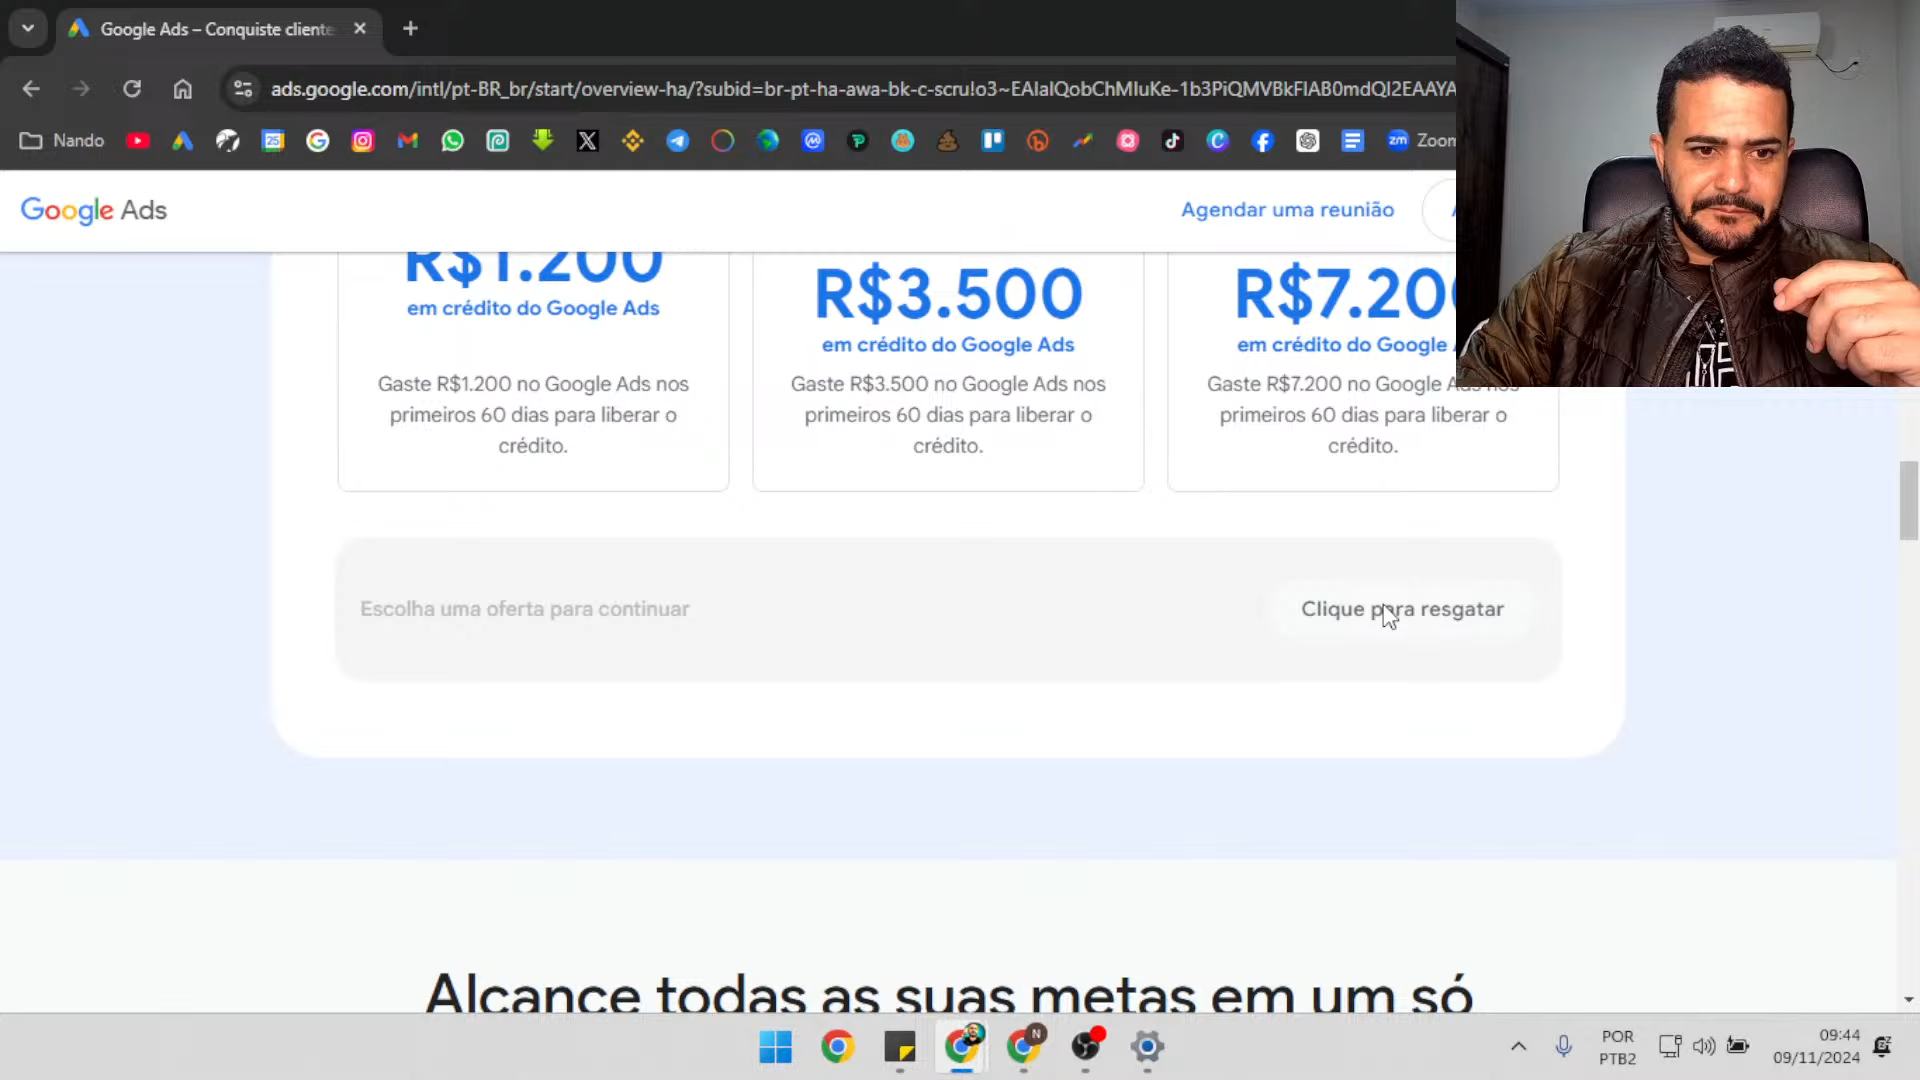 Google Ads – Conquiste cliente
ads.google.com/intl/pt-BR_br/start/overview-ha/?subid=br-pt-ha-awa-bk-c-scru!o3~EAIaIQobChMIuKe-1b3PiQMVBkFIAB0mdQI2EAAYA
Nando
Zoom
Google Ads
Agendar uma reunião
R$1.200
R$3.500
R$7.200
em crédito do Google Ads
em crédito do Google Ads
em crédito do Google
Gaste R$1.200 no Google Ads nos
primeiros 60 dias para liberar o
crédito.
Gaste R$3.500 no Google Ads nos
primeiros 60 dias para liberar o
crédito.
Gaste R$7.200 no Google Ads nos
primeiros 60 dias para liberar o
crédito.
Escolha uma oferta para continuar
Clique para resgatar
Alcance todas as suas metas em um só
POR
PTB2
09:44
09/11/2024